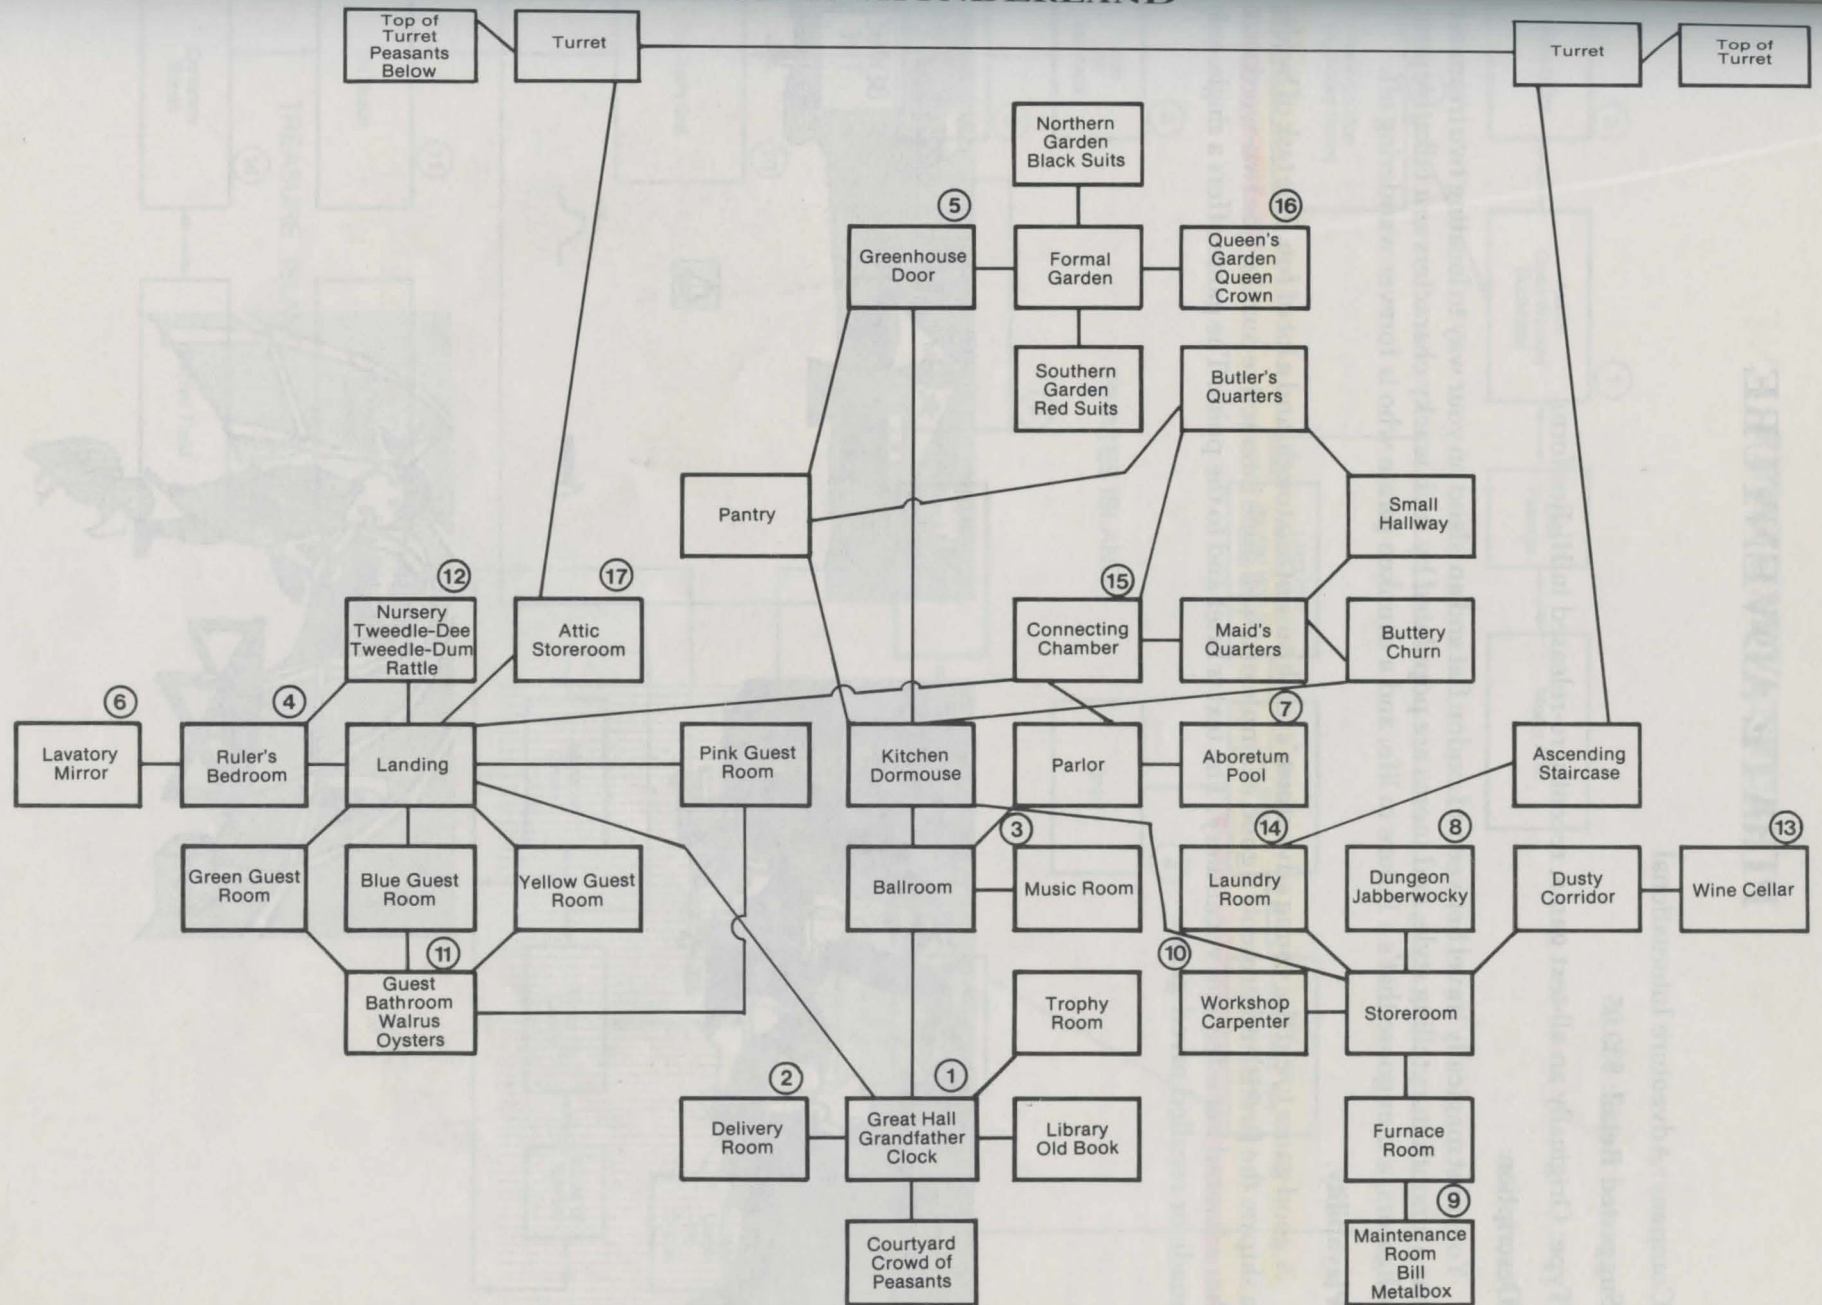 Top of
Turret
Peasants
Below
Turret
Turret
Top of
Turret
Northern
Garden
Black Suits
5
16
Greenhouse
Door
Formal
Garden
Queen's
Garden
Queen
Crown
Southern
Garden
Red Suits
Butler's
Quarters
Pantry
Small
Hallway
12
17
15
Nursery
Tweedle-Dee
Tweedle-Dum
Rattle
Attic
Storeroom
Connecting
Chamber
Maid's
Quarters
Buttery
Churn
6
4
7
Lavatory
Mirror
Ruler's
Bedroom
Landing
Pink Guest
Room
Kitchen
Dormouse
Parlor
Aboretum
Pool
Ascending
Staircase
3
14
8
13
Green Guest
Room
Blue Guest
Room
Yellow Guest
Room
Ballroom
Music Room
Laundry
Room
Dungeon
Jabberwocky
Dusty
Corridor
Wine Cellar
11
10
Guest
Bathroom
Walrus
Oysters
Trophy
Room
Workshop
Carpenter
Storeroom
2
1
Delivery
Room
Great Hall
Grandfather
Clock
Library
Old Book
Furnace
Room
9
Courtyard
Crowd of
Peasants
Maintenance
Room
Bill
Metalbox